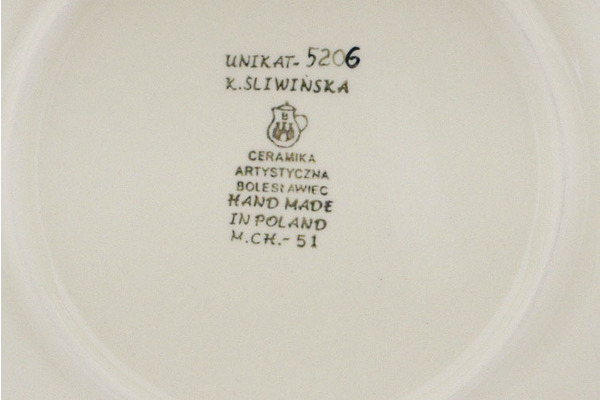 UNIKAT- 5206
K. SLIWIŃSKA
B
CERAMIKA
ARTYSTYCZNA
BOLESŁAWIEC
HAND MADE
IN POLAND
M.CH.- 51